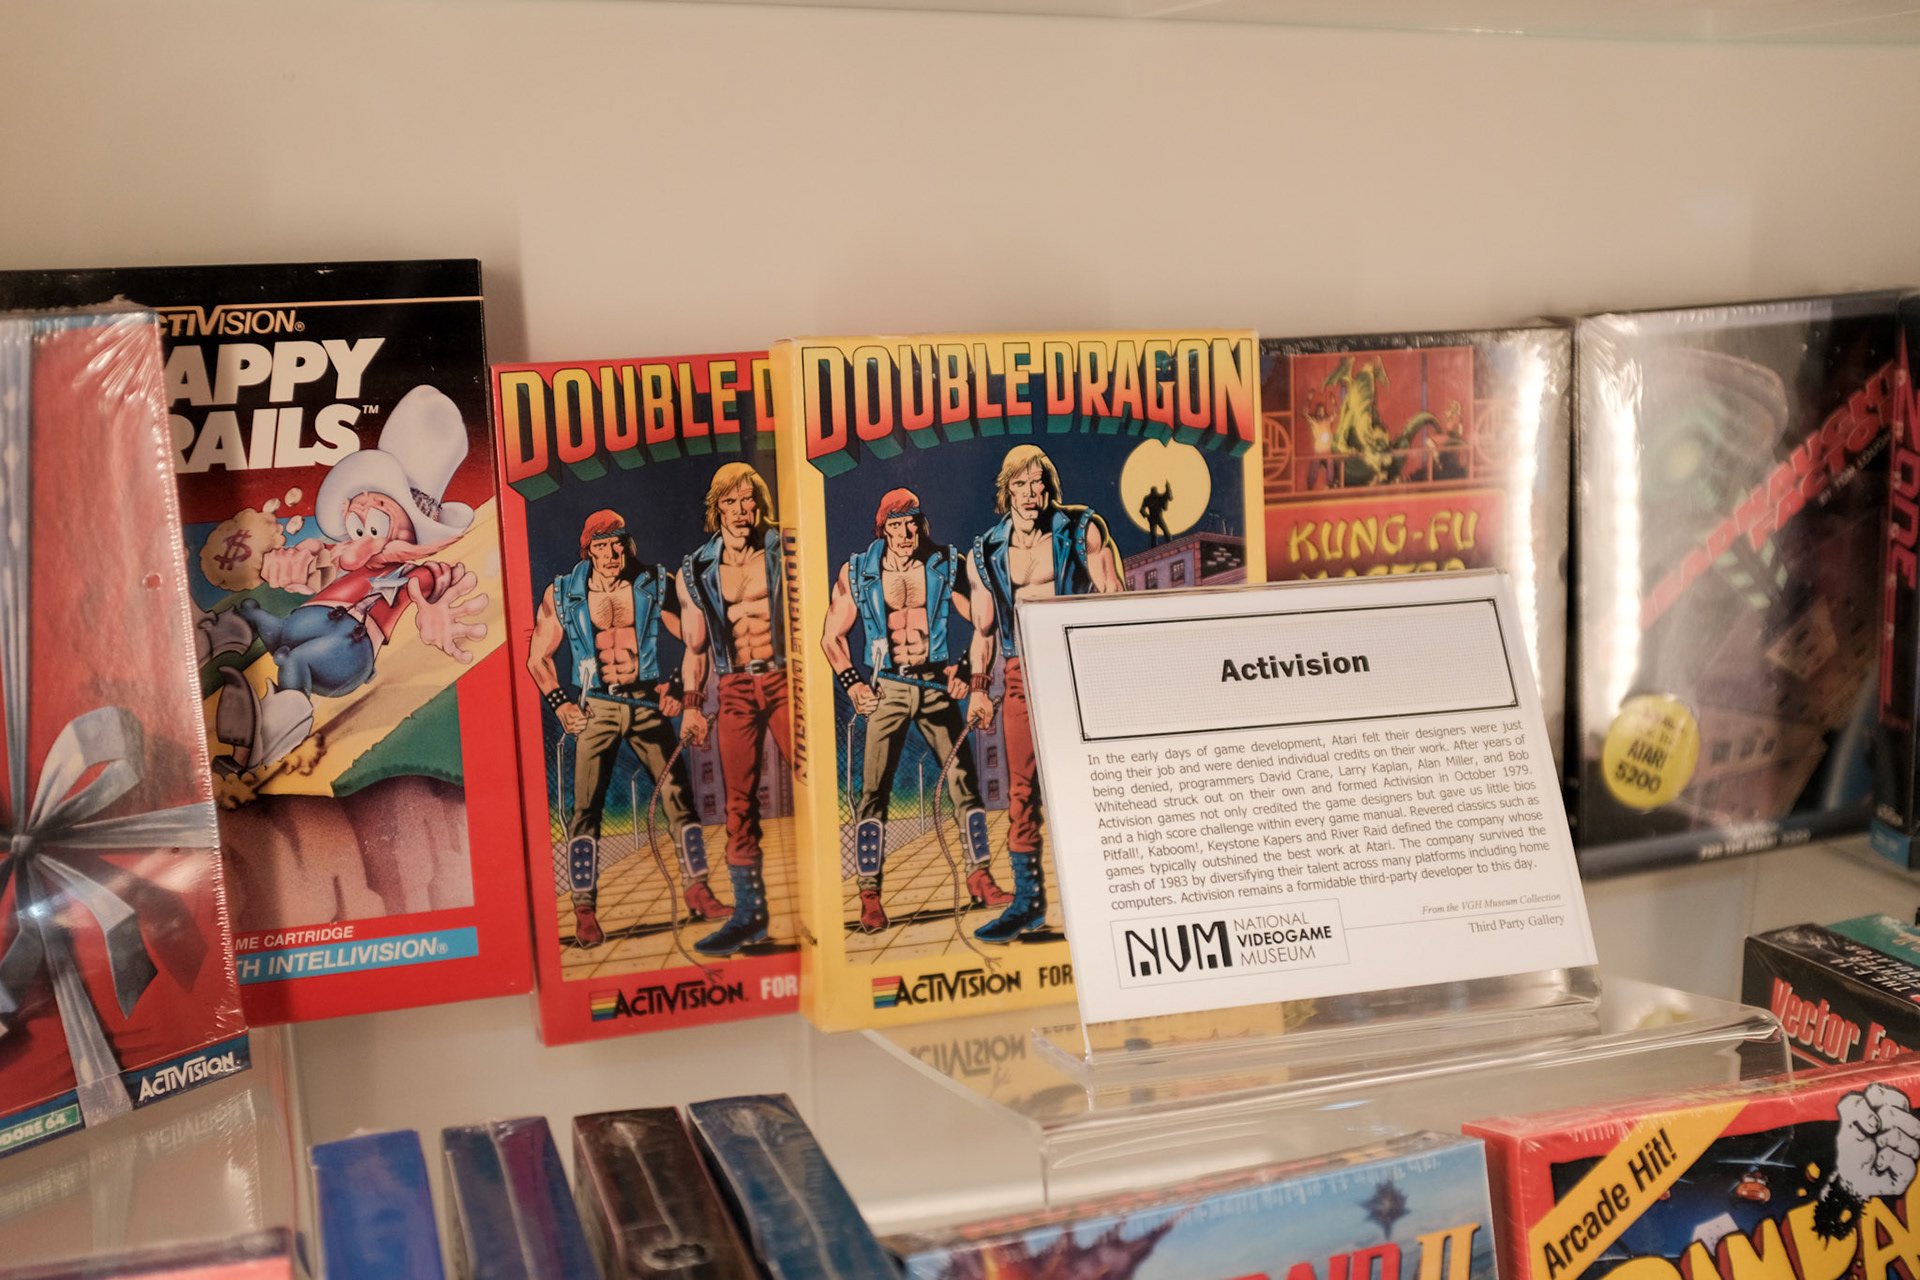 ACTIVISION®
APPY
RAILS™
ME CARTRIDGE
TH INTELLIVISION®
ACTIVISION.
DORE 64™
DOUBLE D
ACTIVISION. FOR
DOUBLE DRAGON
DOUBLE DRAGON
ACTIVISION FOR
KUNG-FU
MASTER
ATARI
5200
ZONE
Activision
In the early days of game development, Atari felt their designers were just
doing their job and were denied individual credits on their work. After years of
being denied, programmers David Crane, Larry Kaplan, Alan Miller, and Bob
Whitehead struck out on their own and formed Activision in October 1979.
Activision games not only credited the game designers but gave us little bios
and a high score challenge within every game manual. Revered classics such as
Pitfall!, Kaboom!, Keystone Kapers and River Raid defined the company whose
games typically outshined the best work at Atari. The company survived the
crash of 1983 by diversifying their talent across many platforms including home
computers. Activision remains a formidable third-party developer to this day.
From the VGH Museum Collection
Third Party Gallery
NVM NATIONAL
VIDEOGAME
MUSEUM
Vector
Arcade Hit!
II